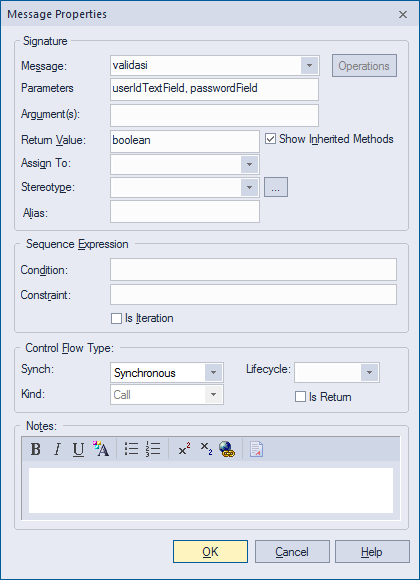 Message Properties
Signature
Message: validasi Operations
Parameters userIdTextField, passwordField
Argument(s):
Return Value: boolean Show Inherited Methods
Assign To:
Stereotype: ...
Alias:
Sequence Expression
Condition:
Constraint:
Is Iteration
Control Flow Type:
Synch: Synchronous Lifecycle:
Kind: Call Is Return
Notes:
B I U A x² x₂
OK Cancel Help